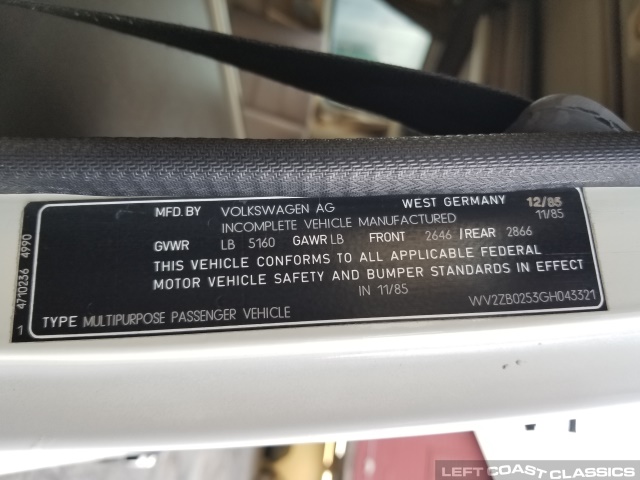 MFD. BY VOLKSWAGEN AG WEST GERMANY 12/85
INCOMPLETE VEHICLE MANUFACTURED 11/85
GVWR LB 5160 GAWR LB FRONT 2646 / REAR 2866
THIS VEHICLE CONFORMS TO ALL APPLICABLE FEDERAL
MOTOR VEHICLE SAFETY AND BUMPER STANDARDS IN EFFECT
IN 11/85
WV2ZB0253GH043321
TYPE MULTIPURPOSE PASSENGER VEHICLE
1 4710236 4990
LEFT COAST CLASSICS